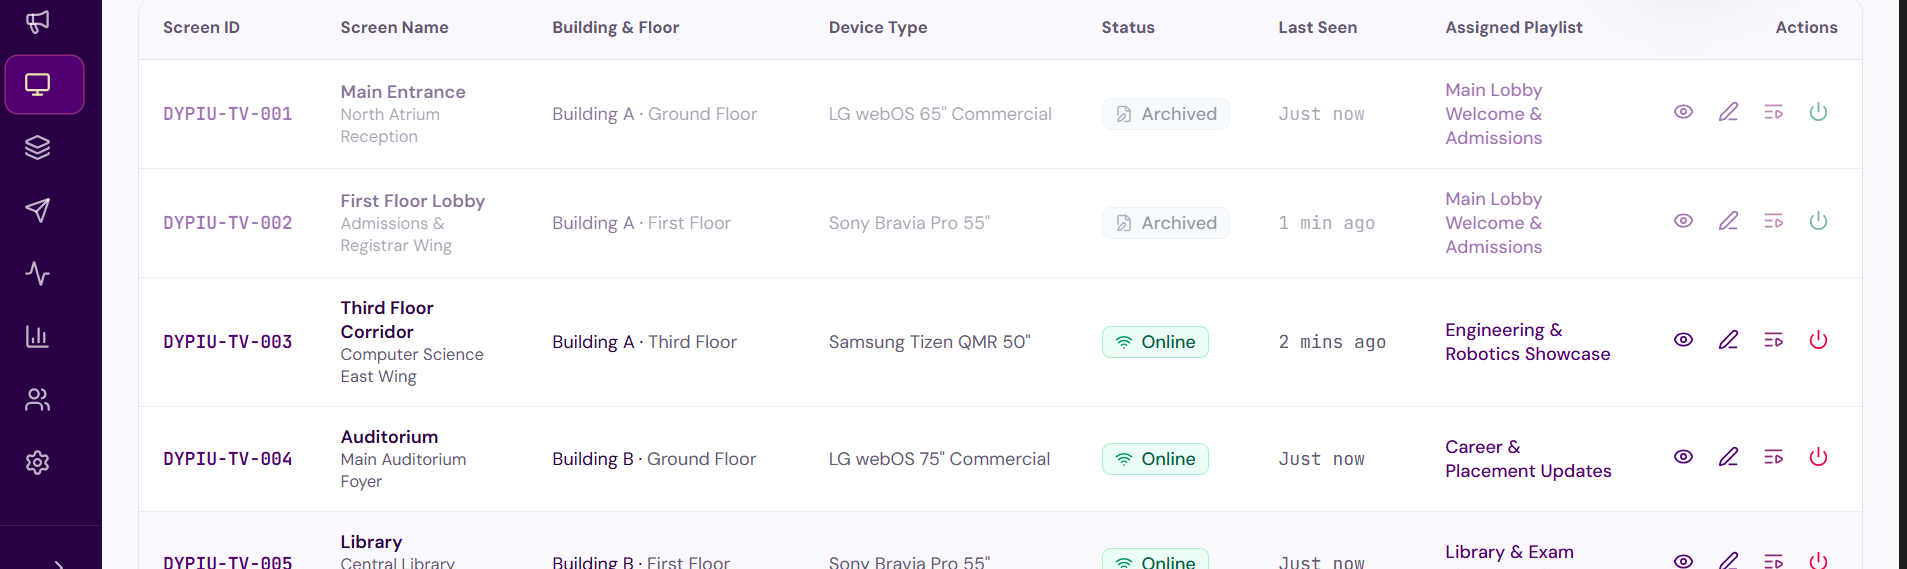 Screen ID Screen Name Building & Floor Device Type Status Last Seen Assigned Playlist Actions
DYPIU-TV-001 Main Entrance
North Atrium
Reception
Building A · Ground Floor LG webOS 65" Commercial Archived Just now Main Lobby
Welcome &
Admissions
DYPIU-TV-002 First Floor Lobby
Admissions &
Registrar Wing
Building A · First Floor Sony Bravia Pro 55" Archived 1 min ago Main Lobby
Welcome &
Admissions
DYPIU-TV-003 Third Floor
Corridor
Computer Science
East Wing
Building A · Third Floor Samsung Tizen QMR 50" Online 2 mins ago Engineering &
Robotics Showcase
DYPIU-TV-004 Auditorium
Main Auditorium
Foyer
Building B · Ground Floor LG webOS 75" Commercial Online Just now Career &
Placement Updates
DYPIU-TV-005 Library
Central Library
Building B · First Floor Sony Bravia Pro 55" Online Just now Library & Exam